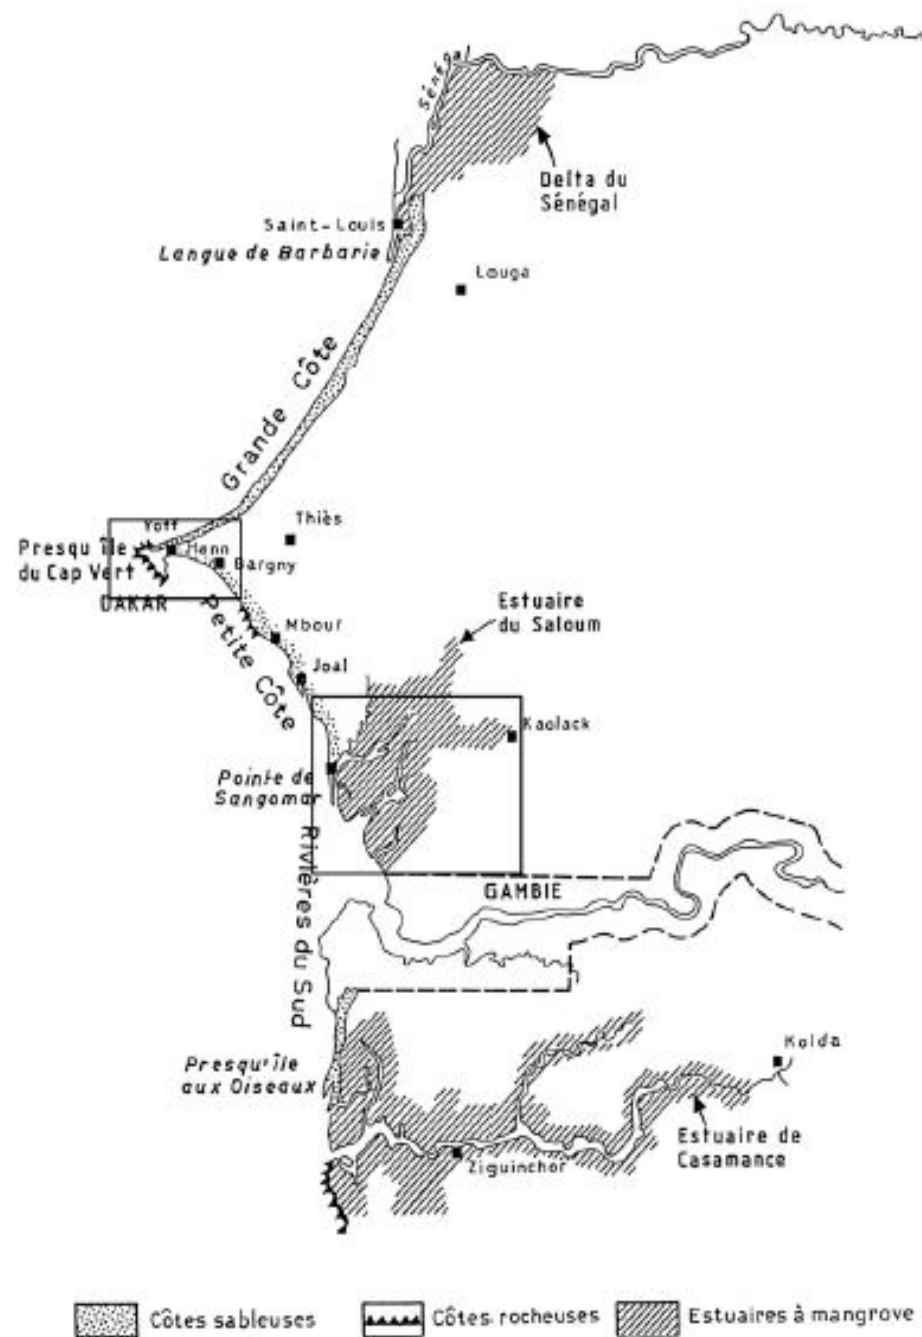 Sénégal
Delta du
Sénégal
Saint-Louis
Langue de Barbarie
Louga
Grande Côte
Thiès
Yoff
Presqu'île
du Cap Vert
Hann
Bargny
DAKAR
Petite Côte
Mbour
Estuaire
du Saloum
Joal
Kaolack
Pointe de
Sangomar
Rivières du Sud
GAMBIE
Presqu'île
aux Oiseaux
Kolda
Estuaire de
Casamance
Ziguinchor
Côtes sableuses
Côtes rocheuses
Estuaires à mangrove